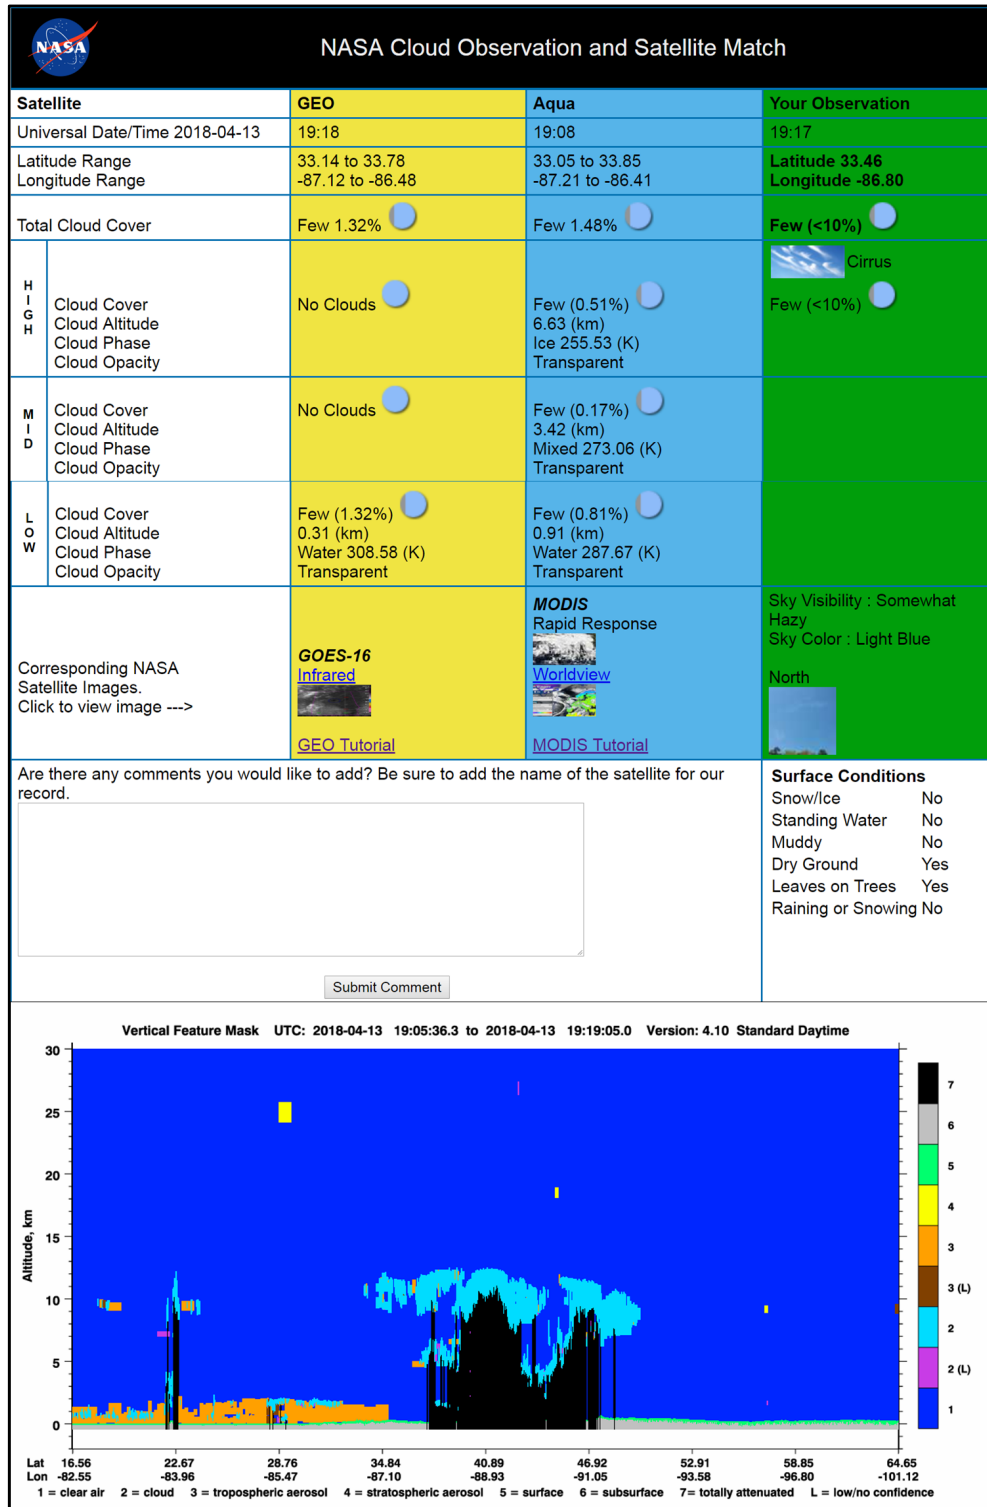 NASA
NASA Cloud Observation and Satellite Match
Satellite GEO Aqua Your Observation
Universal Date/Time 2018-04-13 19:18 19:08 19:17
Latitude Range 33.14 to 33.78 33.05 to 33.85 Latitude 33.46
Longitude Range -87.12 to -86.48 -87.21 to -86.41 Longitude -86.80
Total Cloud Cover Few 1.32% Few 1.48% Few (<10%)
Cirrus
HIGH
Cloud Cover No Clouds Few (0.51%) Few (<10%)
Cloud Altitude 6.63 (km)
Cloud Phase Ice 255.53 (K)
Cloud Opacity Transparent
MID
Cloud Cover No Clouds Few (0.17%)
Cloud Altitude 3.42 (km)
Cloud Phase Mixed 273.06 (K)
Cloud Opacity Transparent
LOW
Cloud Cover Few (1.32%) Few (0.81%)
Cloud Altitude 0.31 (km) 0.91 (km)
Cloud Phase Water 308.58 (K) Water 287.67 (K)
Cloud Opacity Transparent Transparent
Corresponding NASA
Satellite Images.
Click to view image --->
GOES-16
Infrared
GEO Tutorial
MODIS
Rapid Response
Worldview
MODIS Tutorial
Sky Visibility : Somewhat
Hazy
Sky Color : Light Blue
North
Are there any comments you would like to add? Be sure to add the name of the satellite for our
record.
Submit Comment
Surface Conditions
Snow/Ice No
Standing Water No
Muddy No
Dry Ground Yes
Leaves on Trees Yes
Raining or Snowing No
Vertical Feature Mask UTC: 2018-04-13 19:05:36.3 to 2018-04-13 19:19:05.0 Version: 4.10 Standard Daytime
Altitude, km
30
25
20
15
10
5
0
7
6
5
4
3
3 (L)
2
2 (L)
1
Lat 16.56 22.67 28.76 34.84 40.89 46.92 52.91 58.85 64.65
Lon -82.55 -83.96 -85.47 -87.10 -88.93 -91.05 -93.58 -96.80 -101.12
1 = clear air 2 = cloud 3 = tropospheric aerosol 4 = stratospheric aerosol 5 = surface 6 = subsurface 7= totally attenuated L = low/no confidence